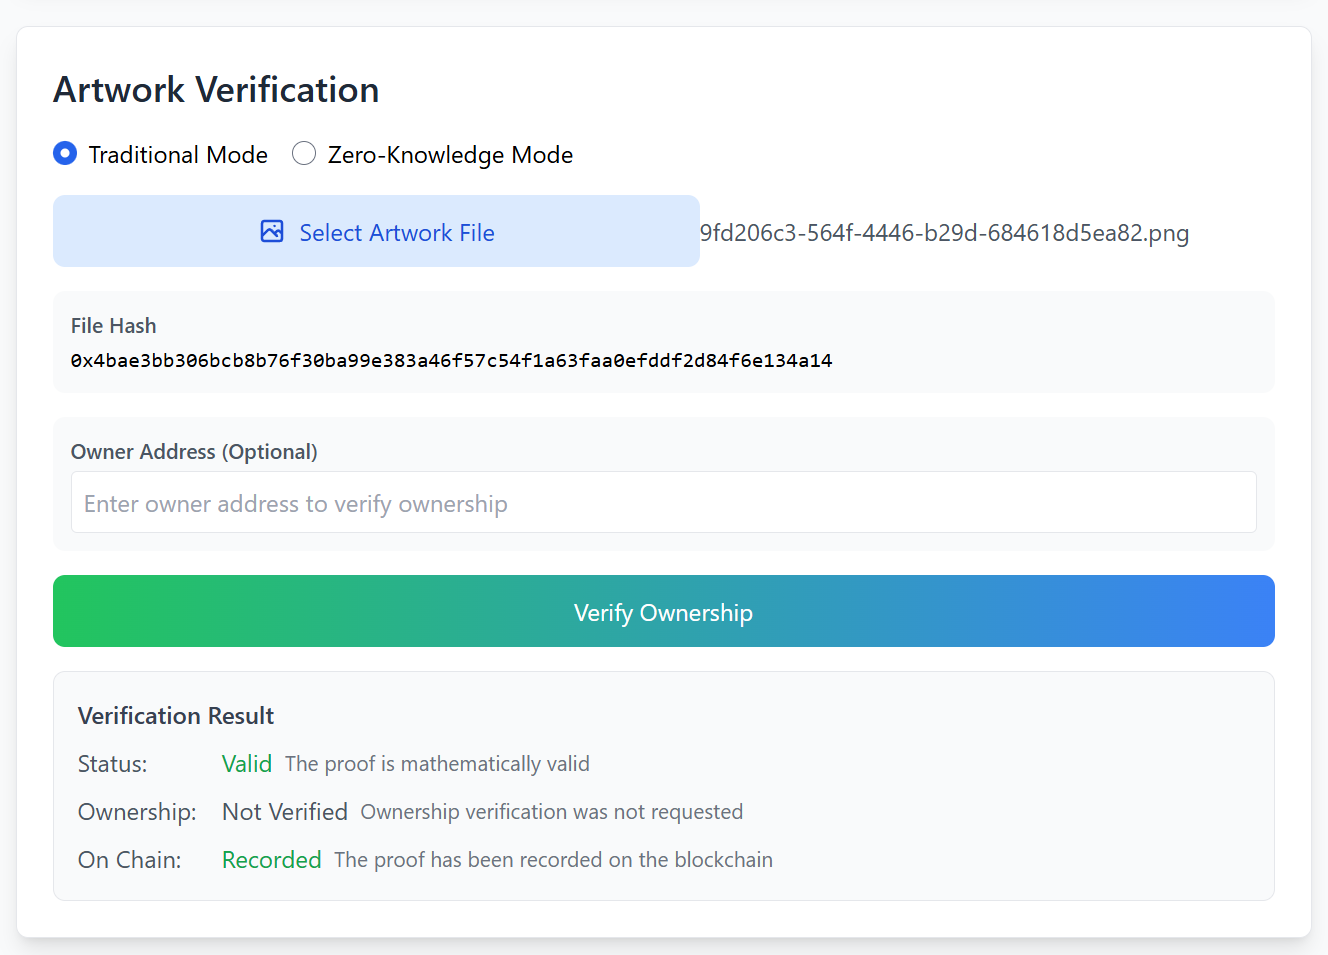 Artwork Verification
Traditional Mode Zero-Knowledge Mode
Select Artwork File 9fd206c3-564f-4446-b29d-684618d5ea82.png
File Hash
0x4bae3bb306bcb8b76f30ba99e383a46f57c54f1a63faa0efddf2d84f6e134a14
Owner Address (Optional)
Enter owner address to verify ownership
Verify Ownership
Verification Result
Status: Valid The proof is mathematically valid
Ownership: Not Verified Ownership verification was not requested
On Chain: Recorded The proof has been recorded on the blockchain